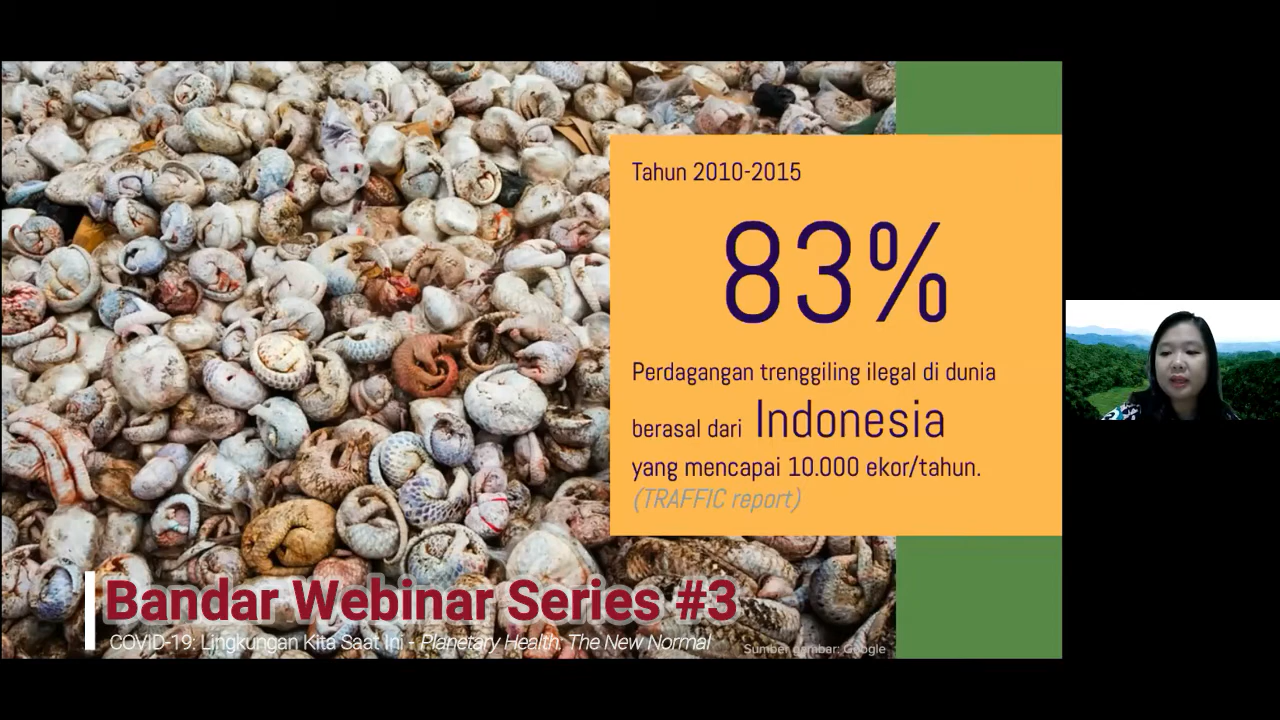 Tahun 2010-2015
83%
Perdagangan trenggiling ilegal di dunia
berasal dari Indonesia
yang mencapai 10.000 ekor/tahun.
(TRAFFIC report)
Bandar Webinar Series #3
COVID-19: Lingkungan Kita Saat Ini - Planetary Health: The New Normal
Sumber gambar: Google